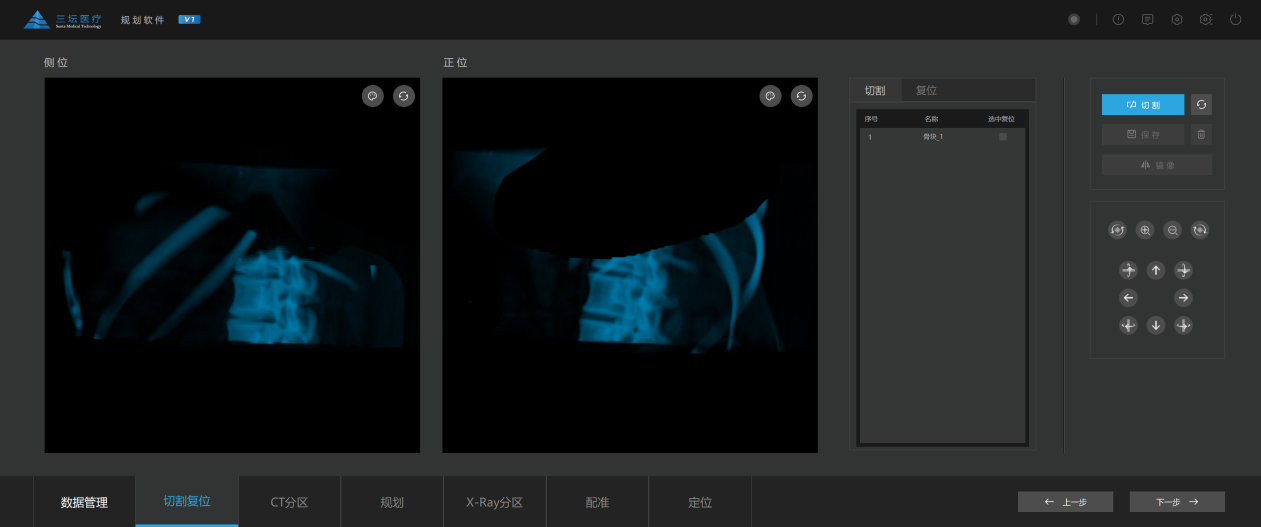 三坛医疗
Santa Medical Technology
规划软件 V1
侧位
正位
切割 复位
序号 名称 选中复位
1 骨块_1
切割
保存
镜像
数据管理 切割复位 CT分区 规划 X-Ray分区 配准 定位
← 上一步 下一步 →